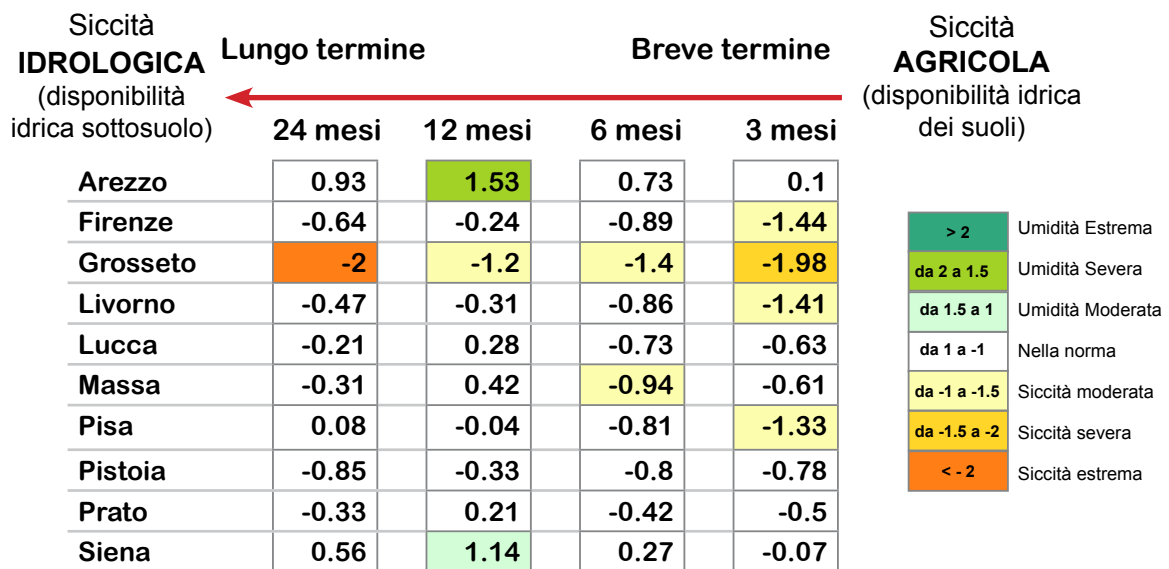 Siccità
IDROLOGICA
(disponibilità
idrica sottosuolo)
Lungo termine
Breve termine
Siccità
AGRICOLA
(disponibilità idrica
dei suoli)
24 mesi 12 mesi 6 mesi 3 mesi
Arezzo 0.93 1.53 0.73 0.1
Firenze -0.64 -0.24 -0.89 -1.44
Grosseto -2 -1.2 -1.4 -1.98
Livorno -0.47 -0.31 -0.86 -1.41
Lucca -0.21 0.28 -0.73 -0.63
Massa -0.31 0.42 -0.94 -0.61
Pisa 0.08 -0.04 -0.81 -1.33
Pistoia -0.85 -0.33 -0.8 -0.78
Prato -0.33 0.21 -0.42 -0.5
Siena 0.56 1.14 0.27 -0.07
> 2 Umidità Estrema
da 2 a 1.5 Umidità Severa
da 1.5 a 1 Umidità Moderata
da 1 a -1 Nella norma
da -1 a -1.5 Siccità moderata
da -1.5 a -2 Siccità severa
< - 2 Siccità estrema